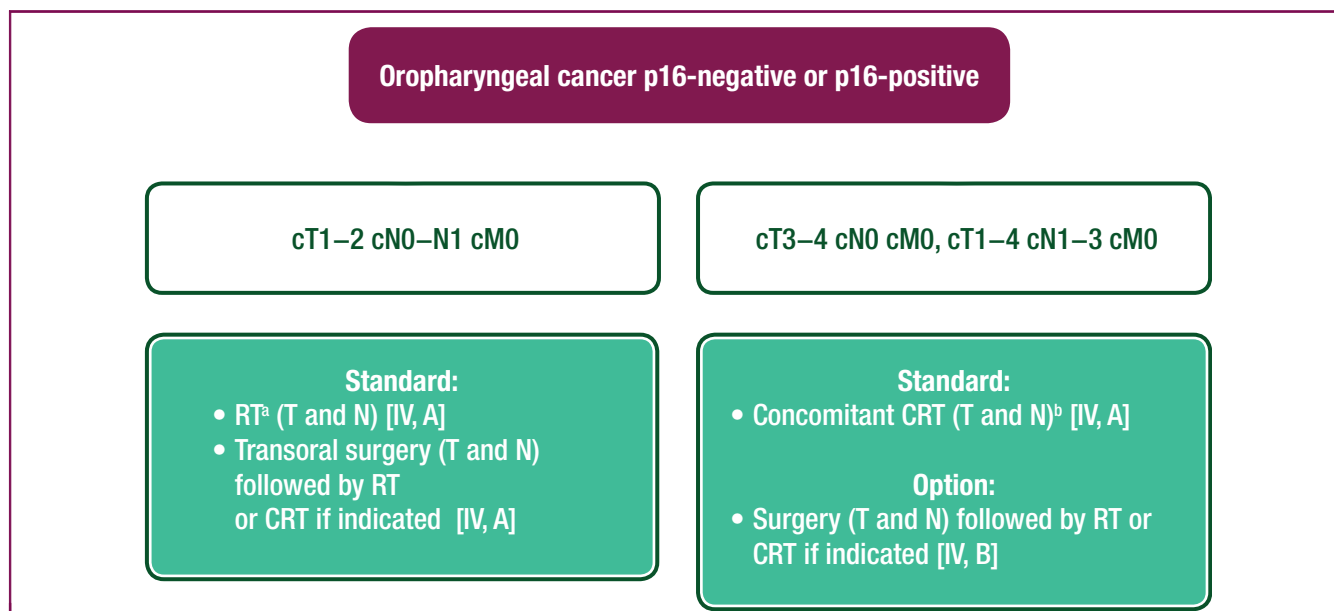 Oropharyngeal cancer p16-negative or p16-positive
cT1–2 cN0–N1 cM0
cT3–4 cN0 cM0, cT1–4 cN1–3 cM0
Standard:
• RTᵃ (T and N) [IV, A]
• Transoral surgery (T and N)
followed by RT
or CRT if indicated [IV, A]
Standard:
• Concomitant CRT (T and N)ᵇ [IV, A]
Option:
• Surgery (T and N) followed by RT or
CRT if indicated [IV, B]